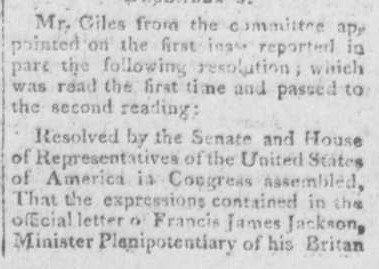 Mr. Giles from the committee ap-
pointed on the first inst reported in
part the following resolution; which
was read the first time and passed to
the second reading:
Resolved by the Senate and House
of Representatives of the United States
of America in Congress assembled,
That the expressions contained in the
official letter of Francis James Jackson,
Minister Plenipotentiary of his Britan